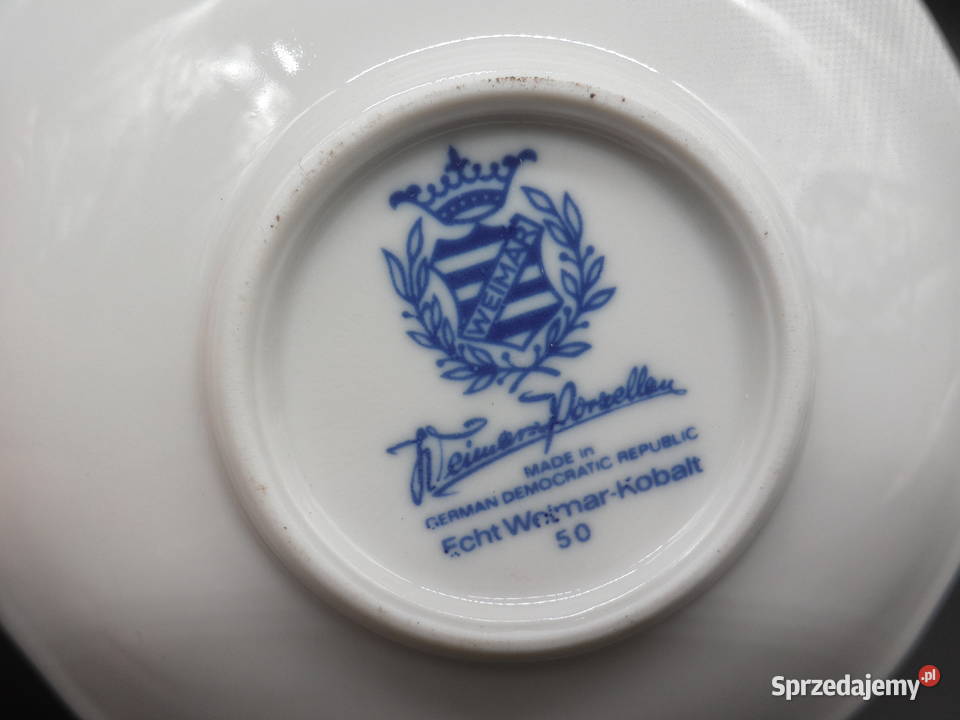 WEIMAR
Weimar Porzellan
MADE in
GERMAN DEMOCRATIC REPUBLIC
Echt Weimar-Kobalt
50
Sprzedajemy.pl